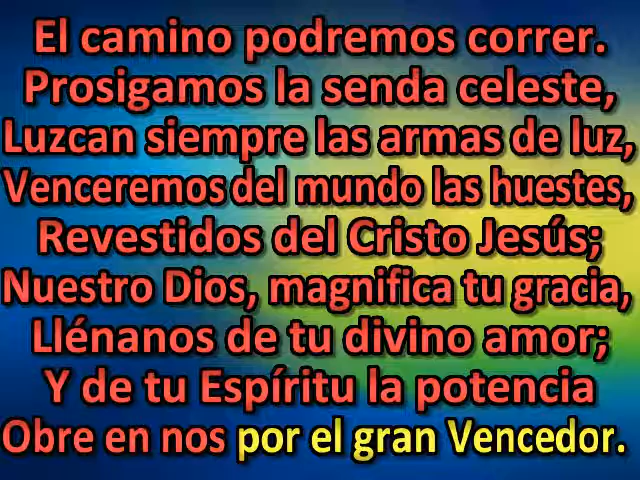 El camino podremos correr.
Prosigamos la senda celeste,
Luzcan siempre las armas de luz,
Venceremos del mundo las huestes,
Revestidos del Cristo Jesús;
Nuestro Dios, magnifica tu gracia,
Llénanos de tu divino amor;
Y de tu Espíritu la potencia
Obre en nos por el gran Vencedor.